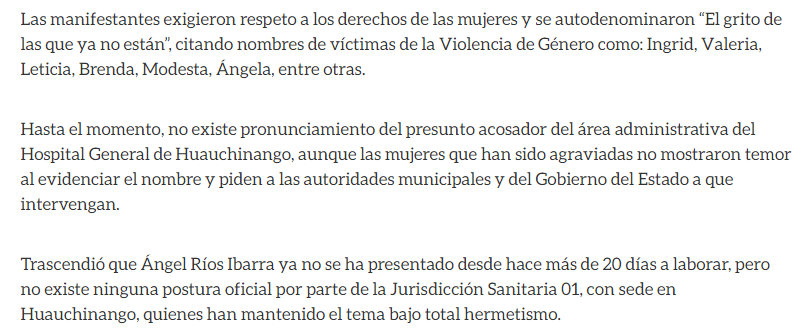 Las manifestantes exigieron respeto a los derechos de las mujeres y se autodenominaron “El grito de
las que ya no están”, citando nombres de víctimas de la Violencia de Género como: Ingrid, Valeria,
Leticia, Brenda, Modesta, Ángela, entre otras.
Hasta el momento, no existe pronunciamiento del presunto acosador del área administrativa del
Hospital General de Huauchinango, aunque las mujeres que han sido agraviadas no mostraron temor
al evidenciar el nombre y piden a las autoridades municipales y del Gobierno del Estado a que
intervengan.
Trascendió que Ángel Ríos Ibarra ya no se ha presentado desde hace más de 20 días a laborar, pero
no existe ninguna postura oficial por parte de la Jurisdicción Sanitaria 01, con sede en
Huauchinango, quienes han mantenido el tema bajo total hermetismo.